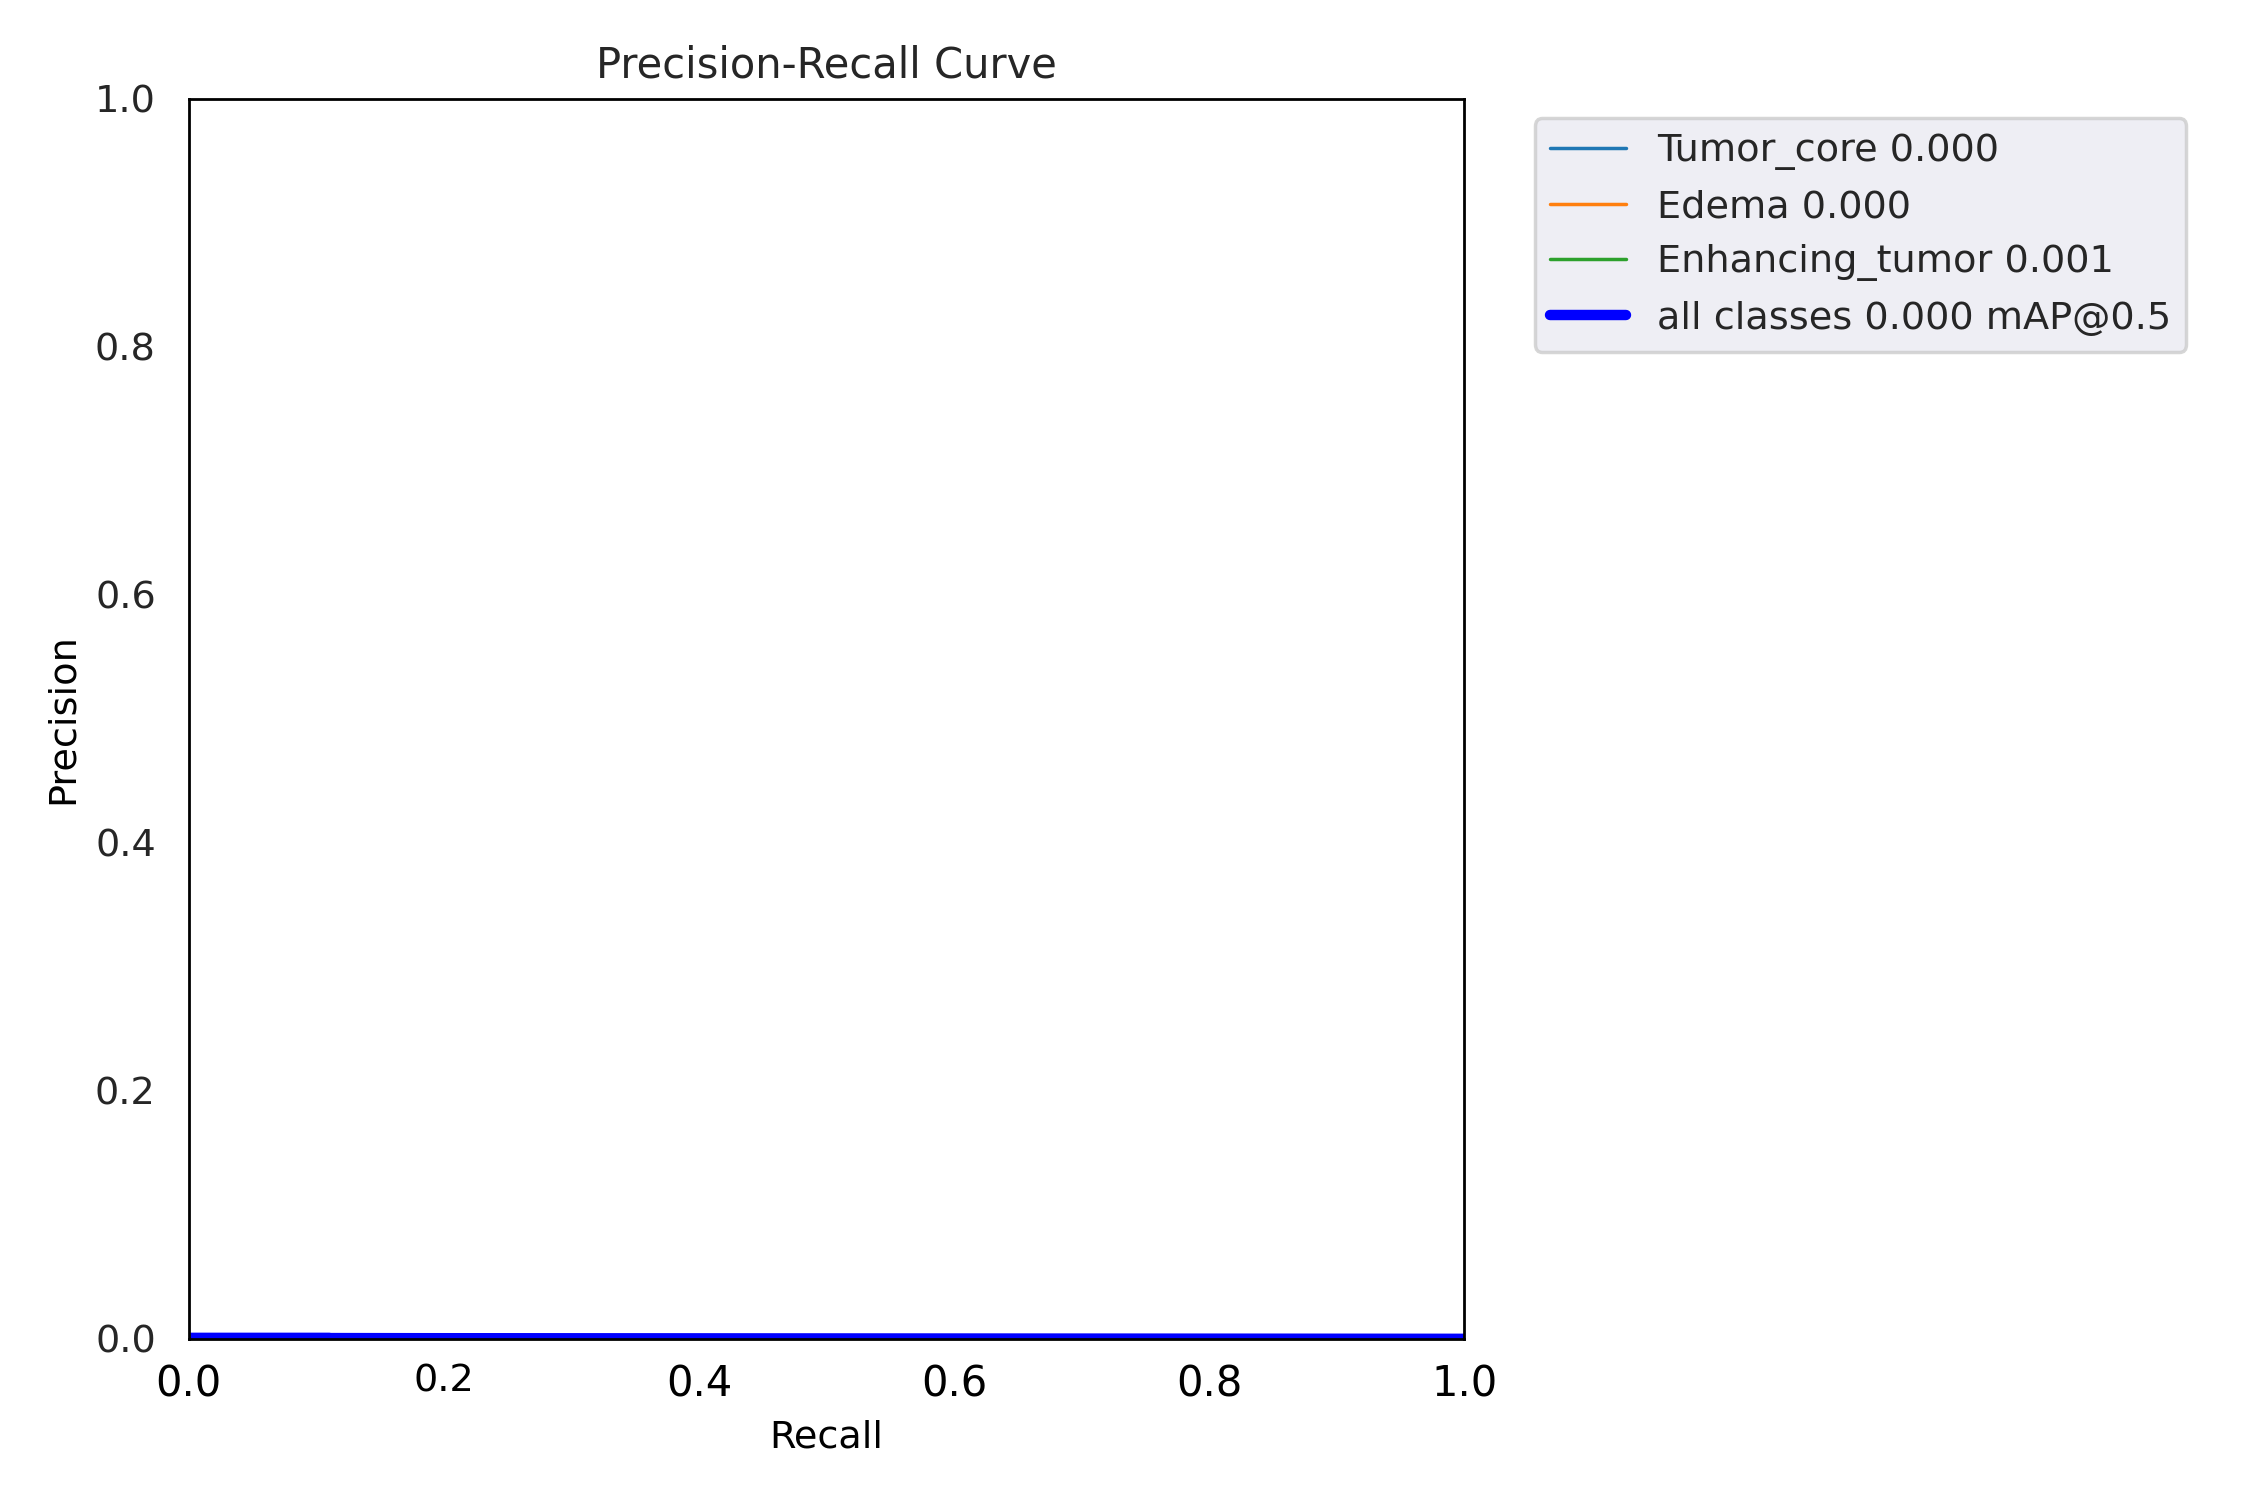 Precision-Recall Curve
1.0
0.8
0.6
0.4
0.2
0.0
Precision
0.0 0.2 0.4 0.6 0.8 1.0
Recall
Tumor_core 0.000
Edema 0.000
Enhancing_tumor 0.001
all classes 0.000 mAP@0.5